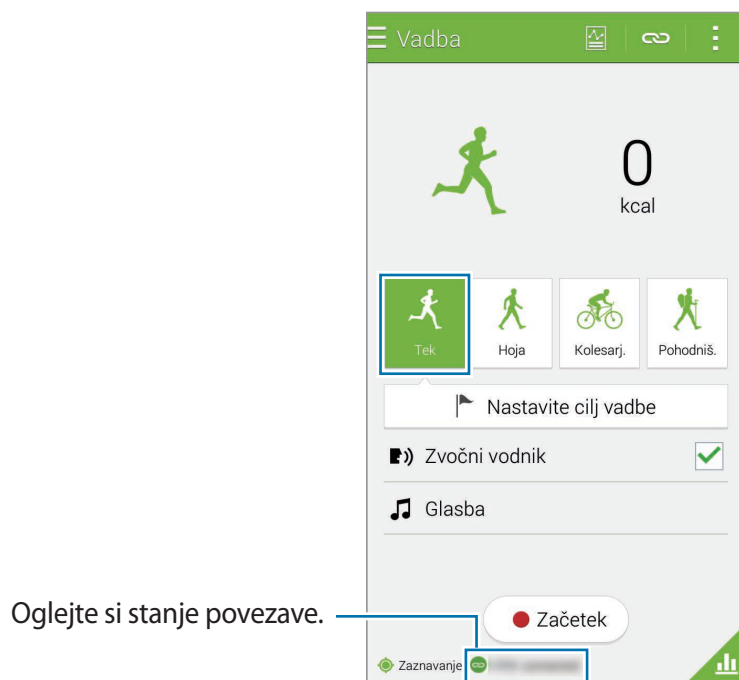 Vadba
0
kcal
Tek
Hoja
Kolesarj.
Pohodniš.
Nastavite cilj vadbe
Zvočni vodnik
Glasba
Oglejte si stanje povezave.
Začetek
Zaznavanje